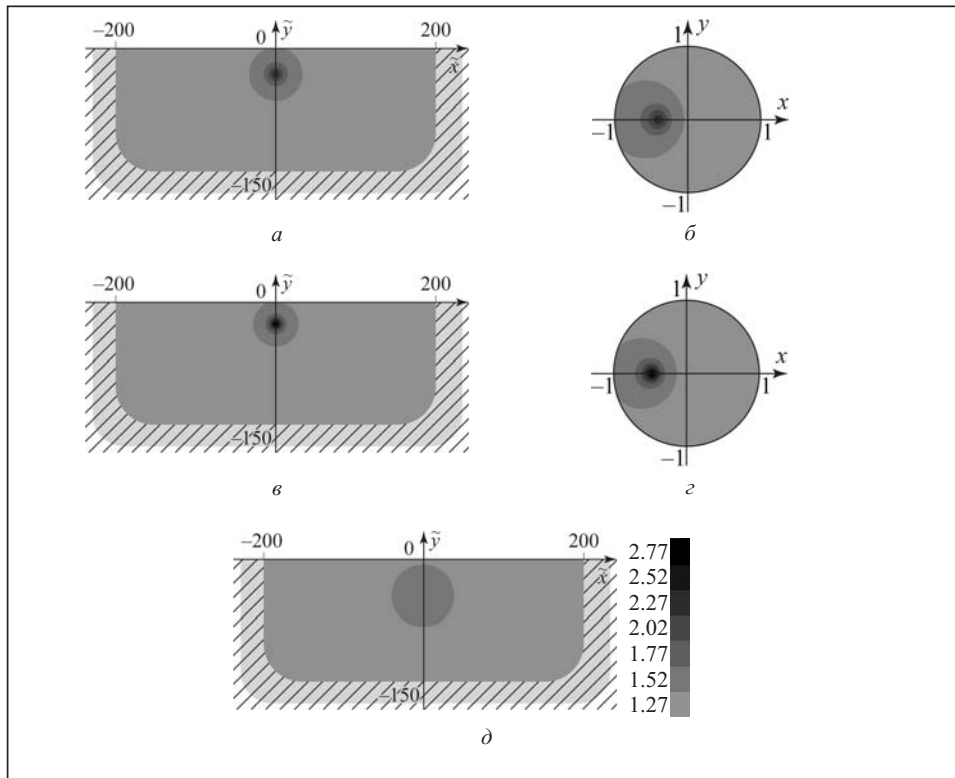 –200 0 ỹ 200
x̃
–150
а
1 y
x
–1 1
–1
б
–200 0 ỹ 200
–150
в
1 y
x
–1 1
–1
г
–200 0 ỹ 200
x̃
–150
2.77
2.52
2.27
2.02
1.77
1.52
1.27
д